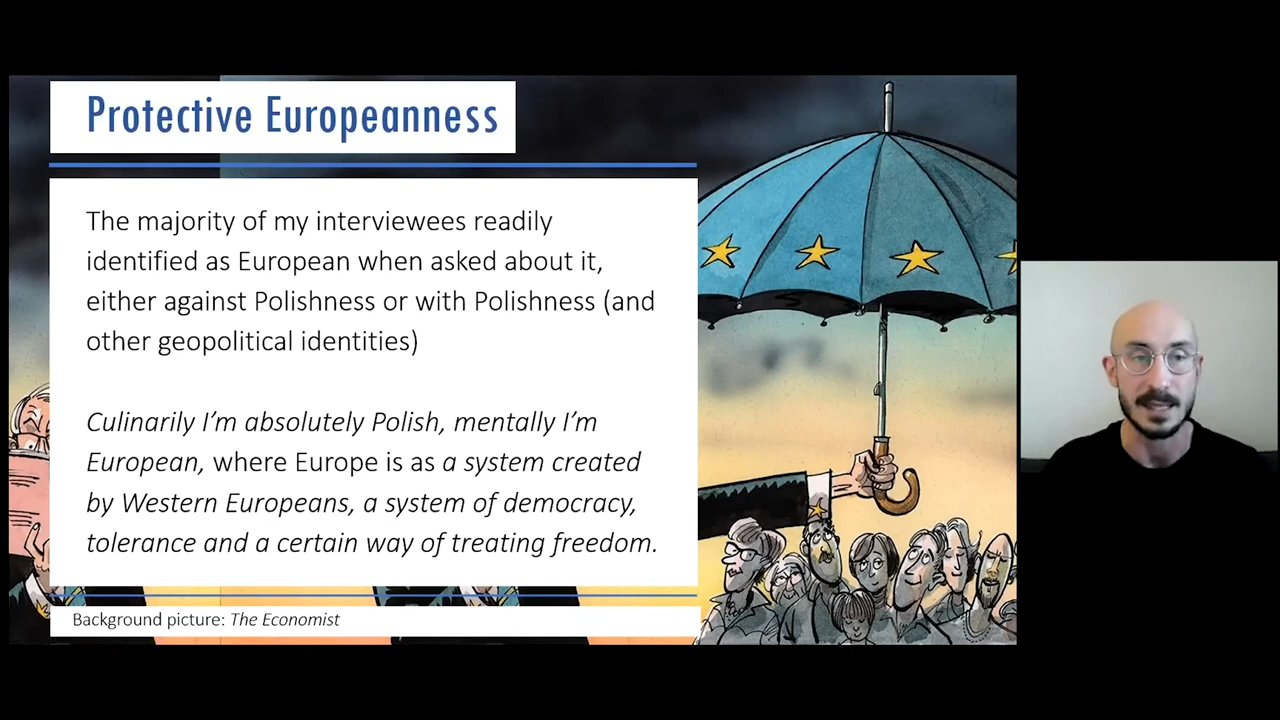 Protective Europeanness
The majority of my interviewees readily
identified as European when asked about it,
either against Polishness or with Polishness (and
other geopolitical identities)
Culinarily I’m absolutely Polish, mentally I’m
European, where Europe is as a system created
by Western Europeans, a system of democracy,
tolerance and a certain way of treating freedom.
Background picture: The Economist